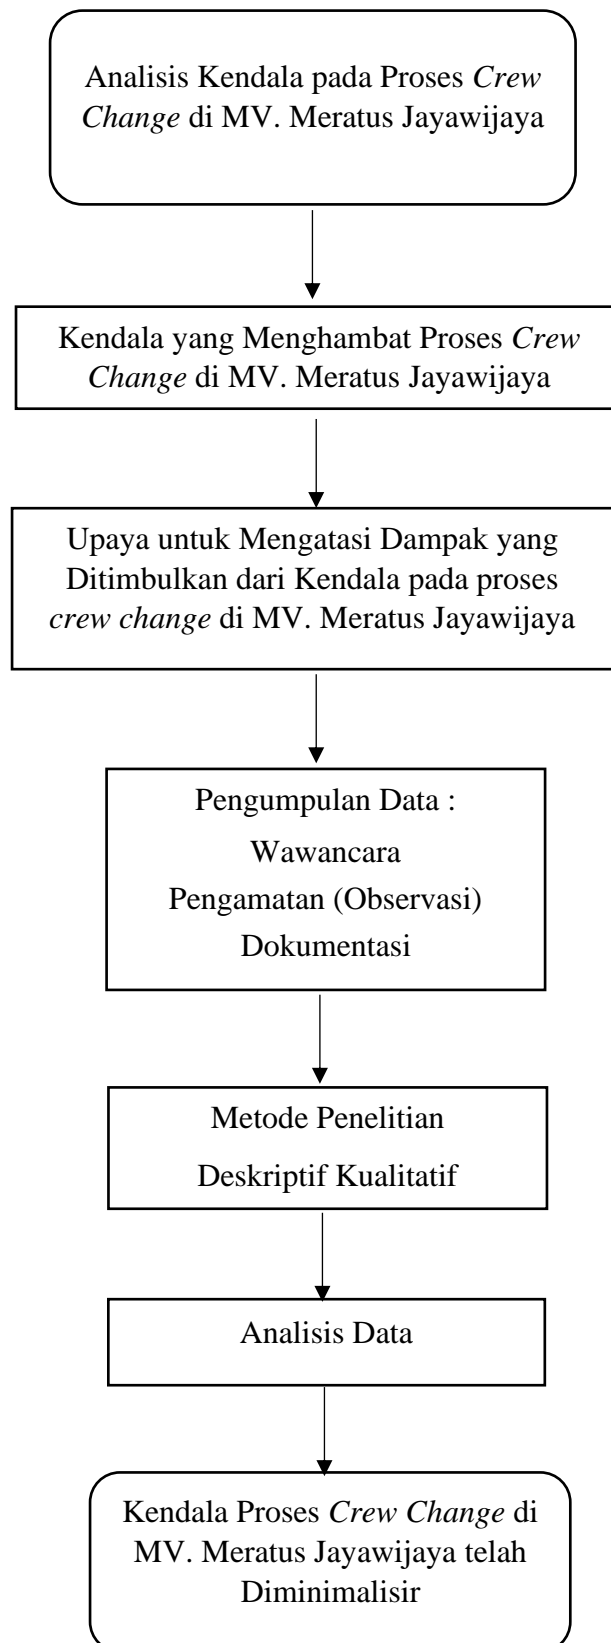 Analisis Kendala pada Proses Crew
Change di MV. Meratus Jayawijaya
Kendala yang Menghambat Proses Crew
Change di MV. Meratus Jayawijaya
Upaya untuk Mengatasi Dampak yang
Ditimbulkan dari Kendala pada proses
crew change di MV. Meratus Jayawijaya
Pengumpulan Data :
Wawancara
Pengamatan (Observasi)
Dokumentasi
Metode Penelitian
Deskriptif Kualitatif
Analisis Data
Kendala Proses Crew Change di
MV. Meratus Jayawijaya telah
Diminimalisir